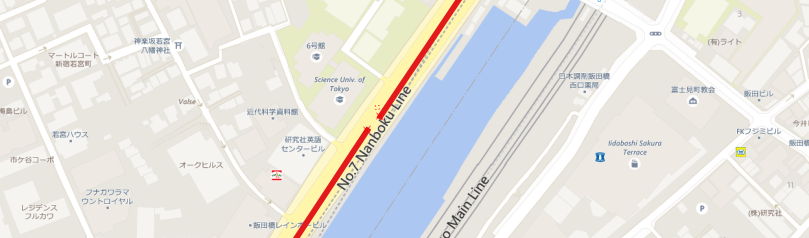 マートルコート
新宿若宮町
神楽坂若宮
八幡神社
6号館
Science Univ. of
Tokyo
Valse
近代科学資料館
P
若宮ハウス
研究社英語
センタービル
市ケ谷コーポ
オークヒルス
フナガワラマ
ウントロイヤル
レジデンス
フルカワ
飯田橋レインボービル
No.7 Nanboku Line
o Main Line
日本調剤飯田橋
西口薬局
Iidabashi Sakura
Terrace
富士見町教会
3
(有)ライト
飯田ビル
FKフジミビル
飯田橋
11
P
(株)研究社